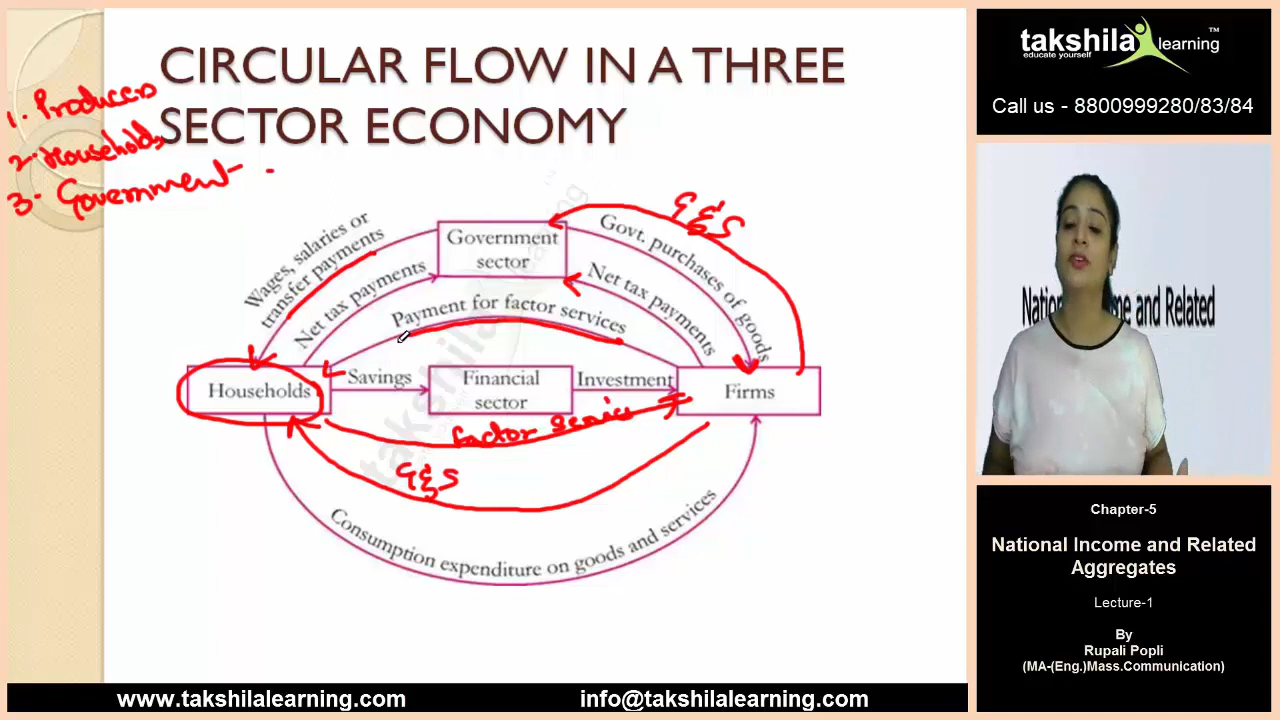 CIRCULAR FLOW IN A THREE
SECTOR ECONOMY
1. Producers
2. Households
3. Government
G&S
Wages, salaries or
transfer payments
Net tax payments
Government
sector
Govt. purchases of goods
Net tax payments
Payment for factor services
Households
Savings
Financial
sector
Investment
Firms
factor service
G&S
Consumption expenditure on goods and services
takshila learning
takshila learning™
educate yourself
Call us - 8800999280/83/84
National Income and Related
Chapter-5
National Income and Related
Aggregates
Lecture-1
By
Rupali Popli
(MA-(Eng.)Mass.Communication)
www.takshilalearning.com
info@takshilalearning.com